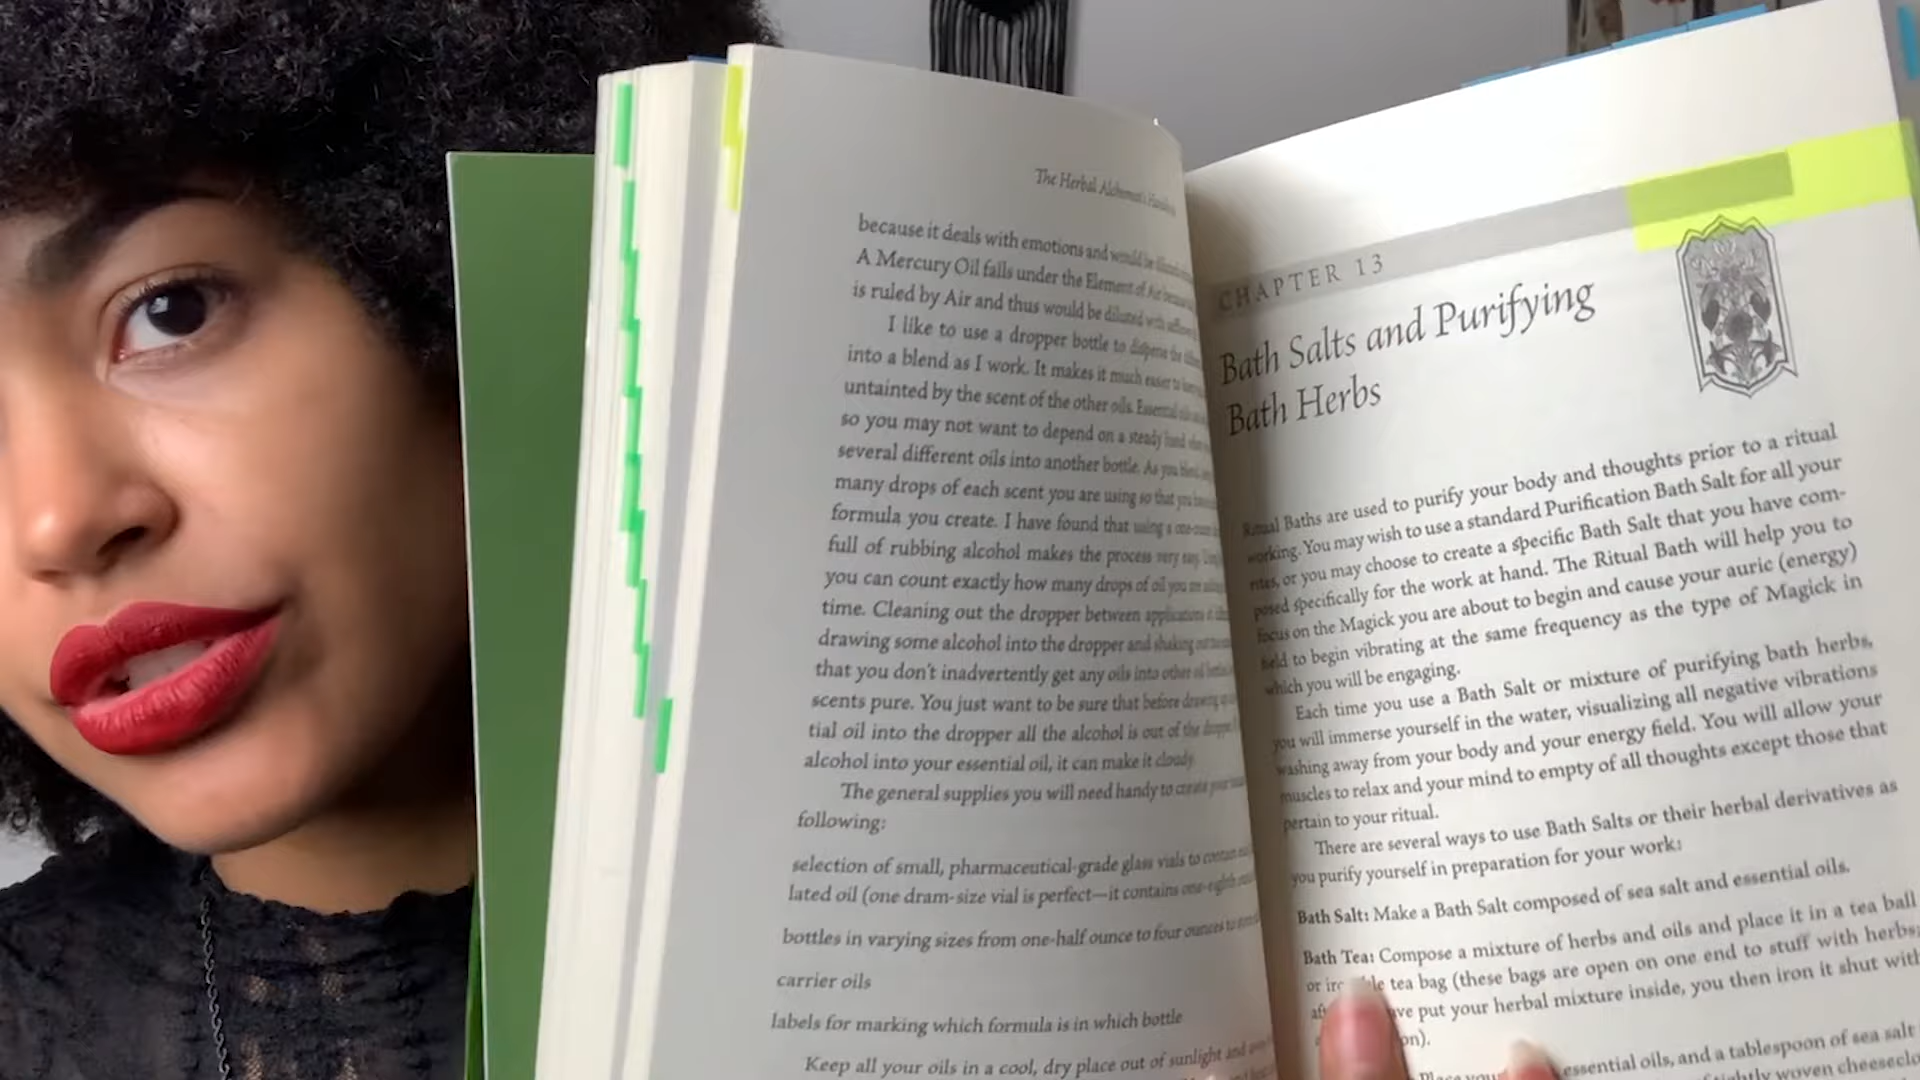 The Herbal Alchemist's
because it deals with emotions and would be
A Mercury Oil falls under the Element of Air because
is ruled by Air and thus would be diluted with
I like to use a dropper bottle to dispense the
into a blend as I work. It makes it much easier to
untainted by the scent of the other oils. Essential
so you may not want to depend on a steady hand
several different oils into another bottle. As you blend,
many drops of each scent you are using so that you
formula you create. I have found that using a one-ounce
full of rubbing alcohol makes the process very easy.
you can count exactly how many drops of oil you are
time. Cleaning out the dropper between applications
drawing some alcohol into the dropper and shaking
that you don't inadvertently get any oils into other
scents pure. You just want to be sure that before drawing
tial oil into the dropper all the alcohol is out of the dropper
alcohol into your essential oil, it can make it cloudy
The general supplies you will need handy to create your
following:
selection of small, pharmaceutical-grade glass vials to contain
lated oil (one dram-size vial is perfect—it contains one-eighth
bottles in varying sizes from one-half ounce to four ounces to
carrier oils
labels for marking which formula is in which bottle
Keep all your oils in a cool, dry place out of sunlight and
CHAPTER 13
Bath Salts and Purifying
Bath Herbs
Ritual Baths are used to purify your body and thoughts prior to a ritual
working. You may wish to use a standard Purification Bath Salt for all your
rites, or you may choose to create a specific Bath Salt that you have com-
posed specifically for the work at hand. The Ritual Bath will help you to
focus on the Magick you are about to begin and cause your auric (energy)
field to begin vibrating at the same frequency as the type of Magick in
which you will be engaging.
Each time you use a Bath Salt or mixture of purifying bath herbs,
you will immerse yourself in the water, visualizing all negative vibrations
washing away from your body and your energy field. You will allow your
muscles to relax and your mind to empty of all thoughts except those that
pertain to your ritual.
There are several ways to use Bath Salts or their herbal derivatives as
you purify yourself in preparation for your work:
Bath Salt: Make a Bath Salt composed of sea salt and essential oils.
Bath Tea: Compose a mixture of herbs and oils and place it in a tea ball
or tea bag (these bags are open on one end to stuff with herbs;
put your herbal mixture inside, you then iron it shut with
essential oils, and a tablespoon of sea salt
tightly woven